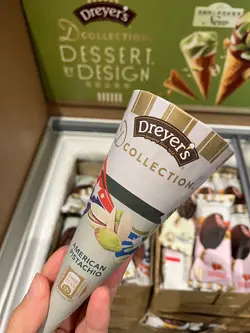 Dreyer's
D COLLECTION
DESSERT
BY DESIGN
Dreyer's
D COLLECTION
AMERICAN
PISTACHIO